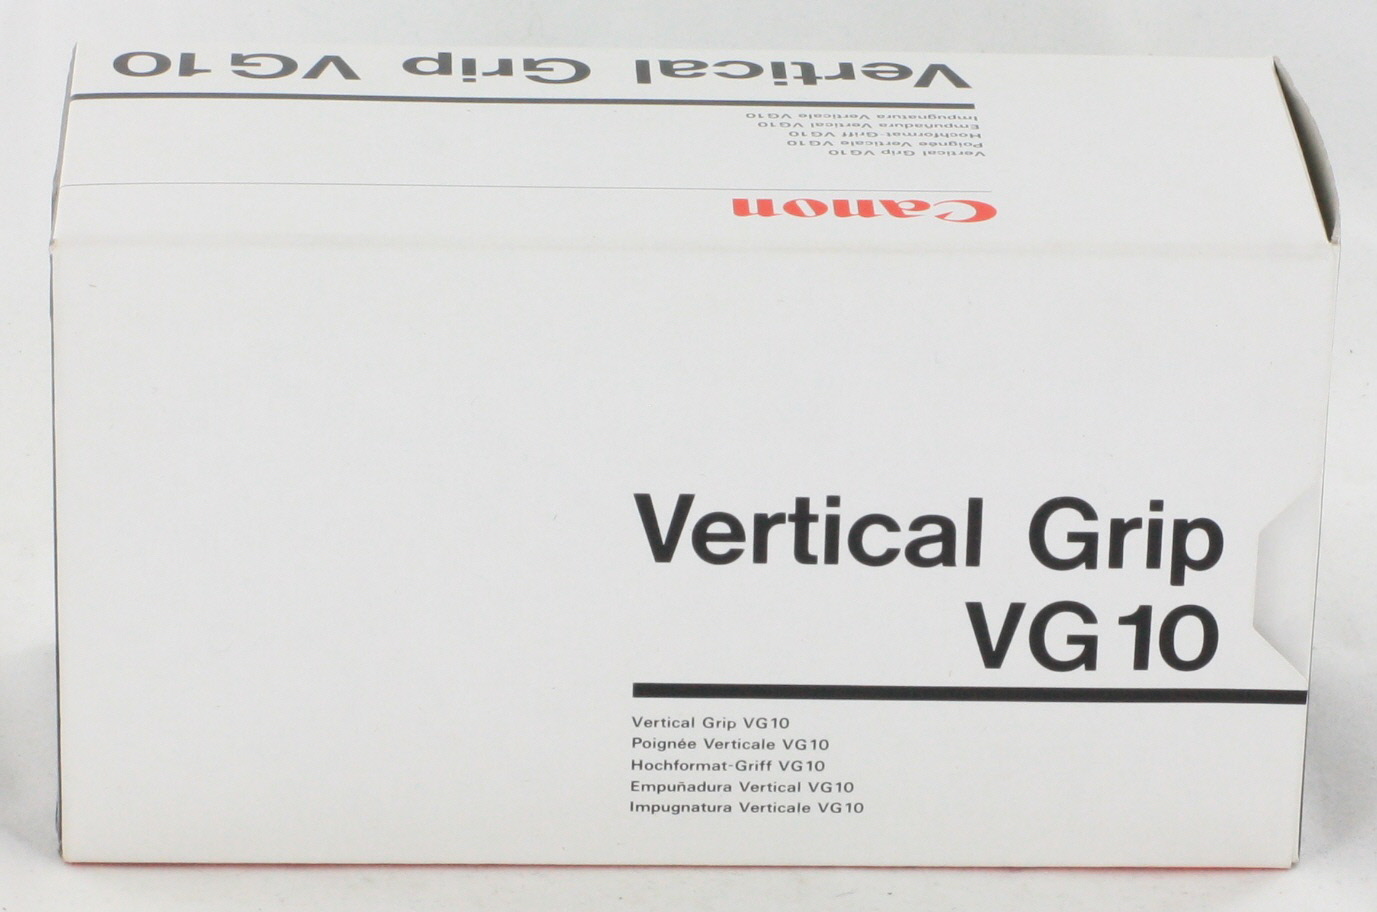 Vertical Grip VG10
Vertical Grip VG10
Poignée Verticale VG10
Hochformat-Griff VG10
Empuñadura Vertical VG10
Impugnatura Verticale VG10
Canon
Vertical Grip
VG10
Vertical Grip VG10
Poignée Verticale VG10
Hochformat-Griff VG10
Empuñadura Vertical VG10
Impugnatura Verticale VG10